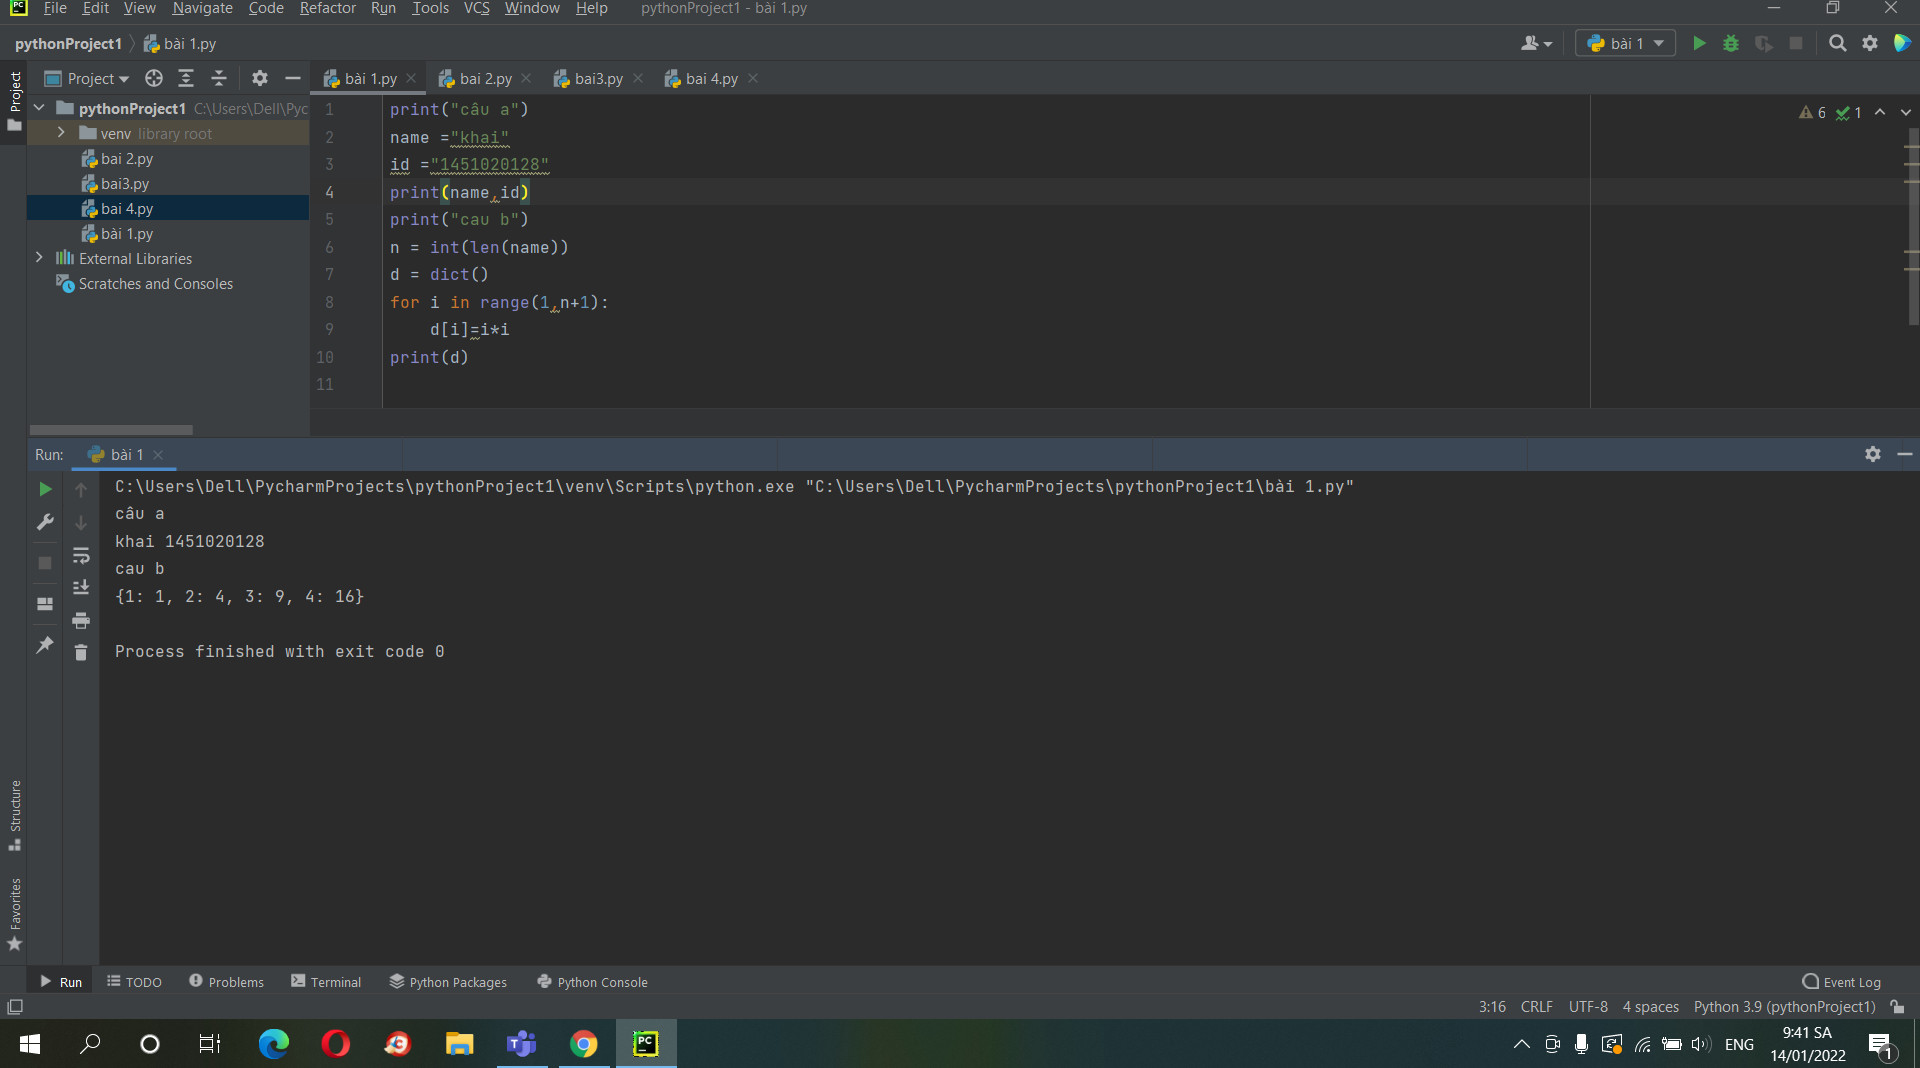 File Edit View Navigate Code Refactor Run Tools VCS Window Help pythonProject1 - bài 1.py
pythonProject1 bài 1.py
bài 1
Project
Project
bài 1.py bai 2.py bai3.py bai 4.py
pythonProject1 C:\Users\Dell\Pyc
venv library root
bai 2.py
bai3.py
bai 4.py
bài 1.py
External Libraries
Scratches and Consoles
1 print("câu a")
2 name ="khai"
3 id ="1451020128"
4 print(name,id)
5 print("cau b")
6 n = int(len(name))
7 d = dict()
8 for i in range(1,n+1):
9 d[i]=i*i
10 print(d)
11
6 1
Run: bài 1
C:\Users\Dell\PycharmProjects\pythonProject1\venv\Scripts\python.exe "C:\Users\Dell\PycharmProjects\pythonProject1\bài 1.py"
câu a
khai 1451020128
cau b
{1: 1, 2: 4, 3: 9, 4: 16}
Process finished with exit code 0
Structure
Favorites
Run TODO Problems Terminal Python Packages Python Console Event Log
3:16 CRLF UTF-8 4 spaces Python 3.9 (pythonProject1)
PC
ENG
9:41 SA
14/01/2022
1